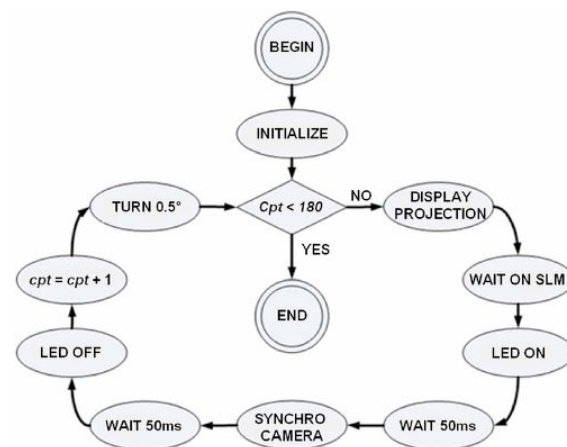 BEGIN
INITIALIZE
Cpt < 180
NO
YES
END
DISPLAY
PROJECTION
WAIT ON SLM
LED ON
WAIT 50ms
SYNCHRO
CAMERA
WAIT 50ms
LED OFF
cpt = cpt + 1
TURN 0.5°